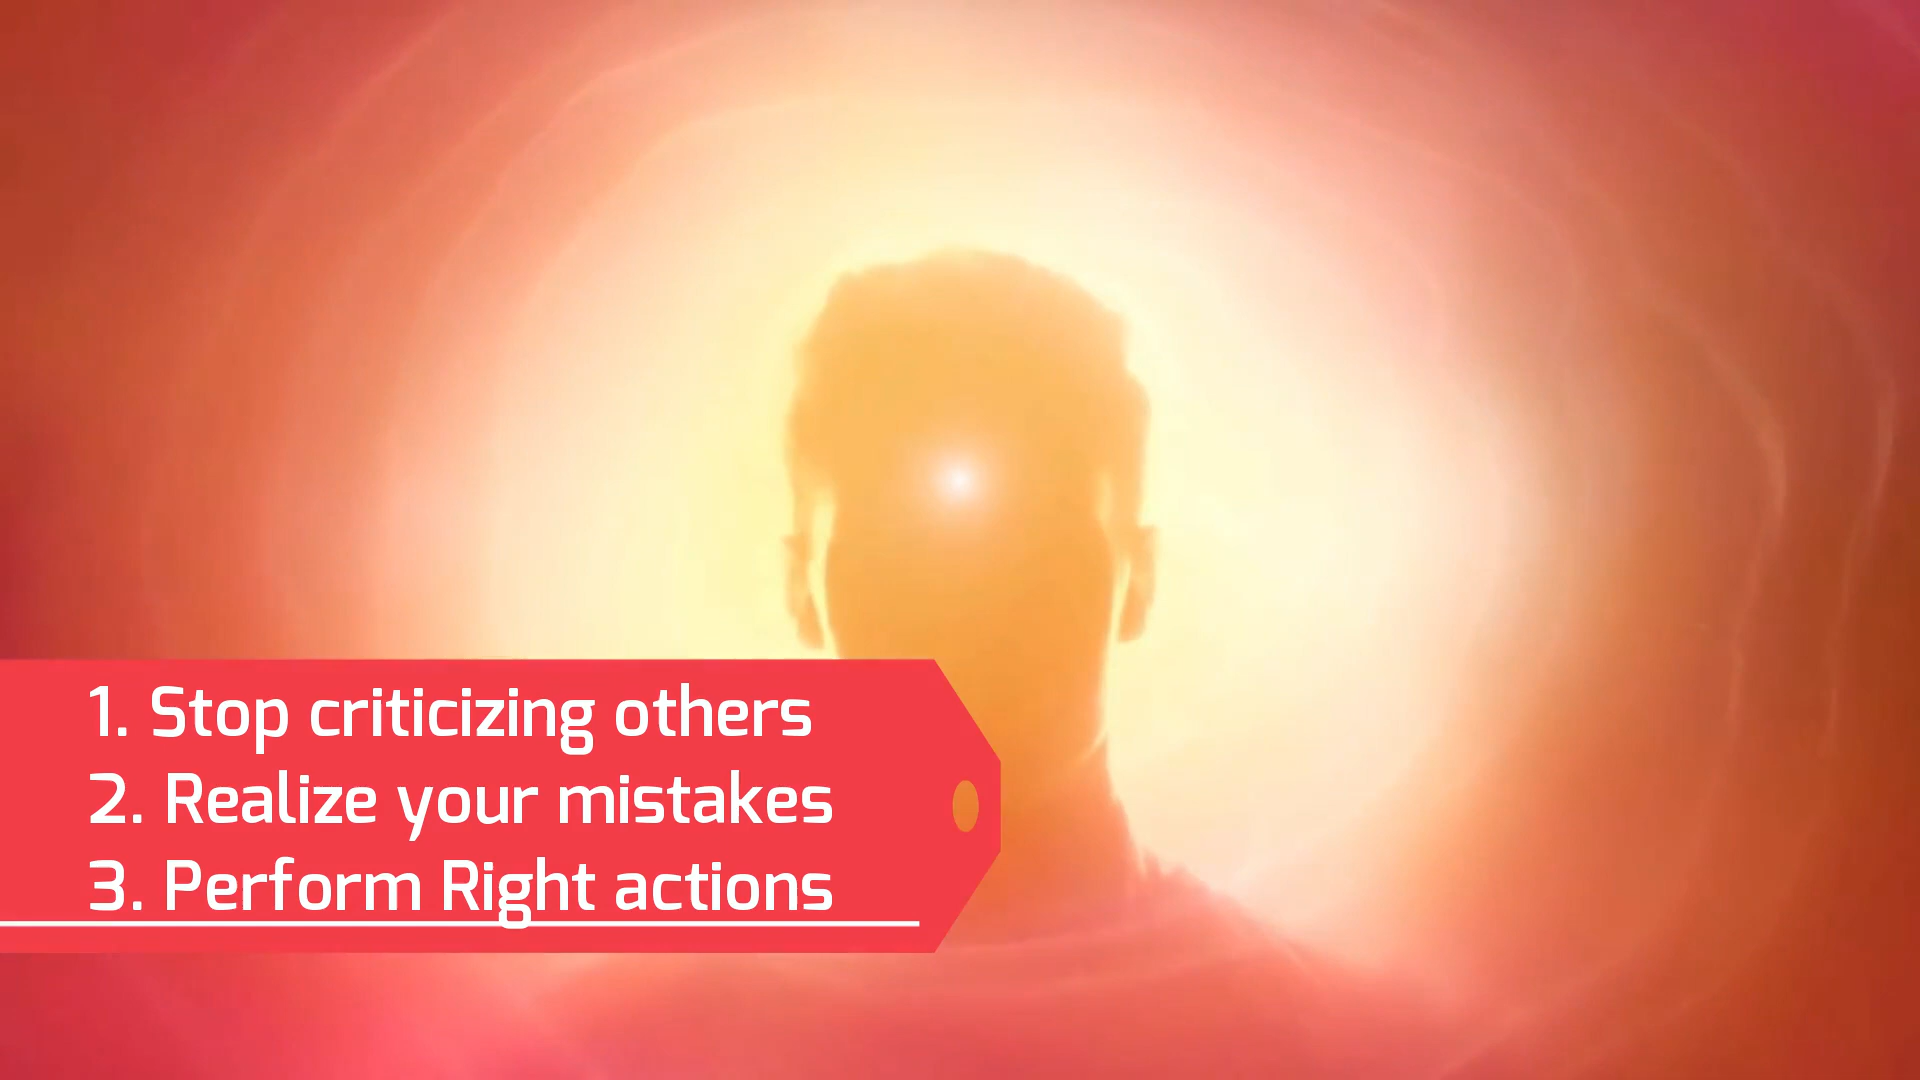 1. Stop criticizing others
2. Realize your mistakes
3. Perform Right actions